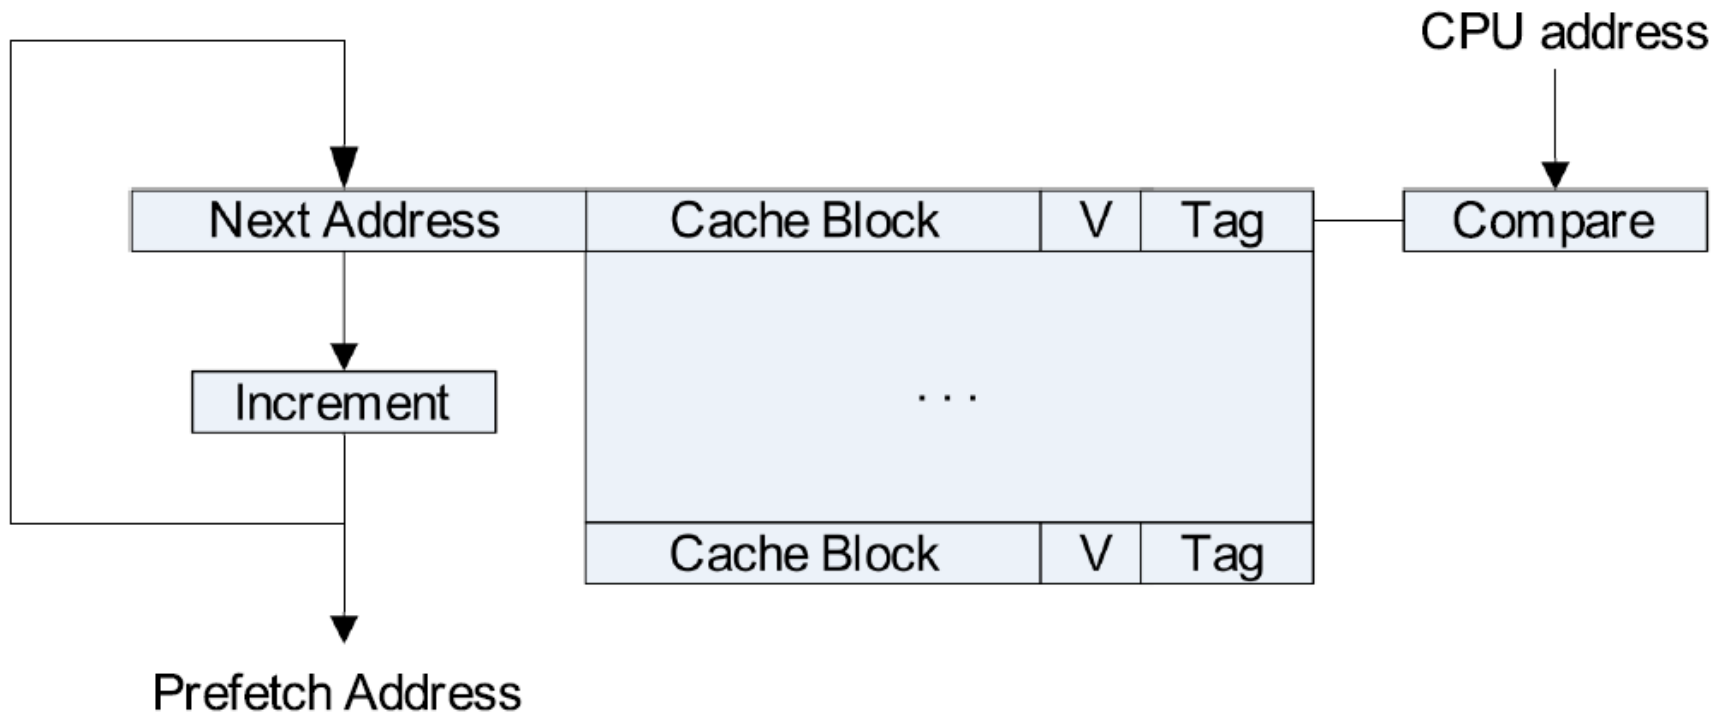 CPU address
Next Address Cache Block V Tag Compare
Increment
. . .
Cache Block V Tag
Prefetch Address